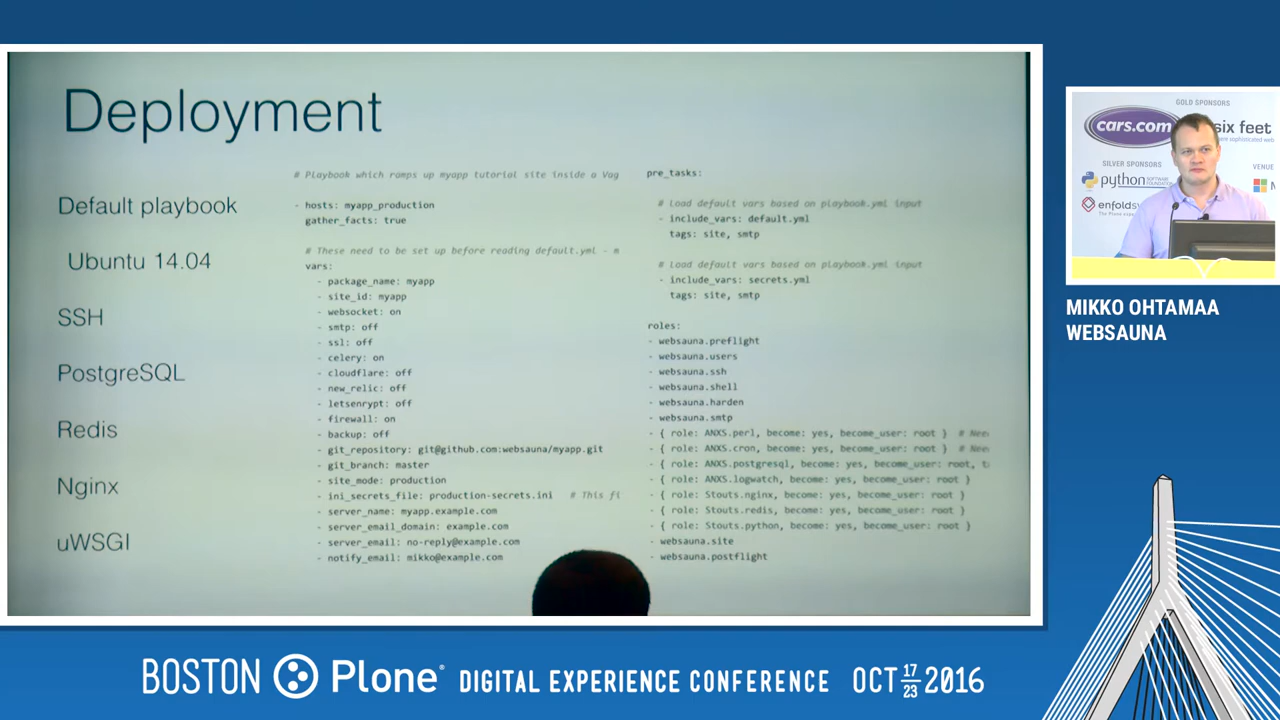 Deployment
Default playbook
Ubuntu 14.04
SSH
PostgreSQL
Redis
Nginx
uWSGI
# Playbook which ramps up myapp tutorial site inside a Vag
- hosts: myapp_production
gather_facts: true
# These need to be set up before reading default.yml - m
vars:
- package_name: myapp
- site_id: myapp
- websocket: on
- smtp: off
- ssl: off
- celery: on
- cloudflare: off
- new_relic: off
- letsenrypt: off
- firewall: on
- backup: off
- git_repository: git@github.com:websauna/myapp.git
- git_branch: master
- site_mode: production
- ini_secrets_file: production-secrets.ini # This fi
- server_name: myapp.example.com
- server_email_domain: example.com
- server_email: no-reply@example.com
- notify_email: mikko@example.com
pre_tasks:
# Load default vars based on playbook.yml input
- include_vars: default.yml
tags: site, smtp
# Load default vars based on playbook.yml input
- include_vars: secrets.yml
tags: site, smtp
roles:
- websauna.preflight
- websauna.users
- websauna.ssh
- websauna.shell
- websauna.harden
- websauna.smtp
- { role: ANXS.perl, become: yes, become_user: root } # Nee
- { role: ANXS.cron, become: yes, become_user: root } # Nee
- { role: ANXS.postgresql, become: yes, become_user: root, t
- { role: ANXS.logwatch, become: yes, become_user: root }
- { role: Stouts.nginx, become: yes, become_user: root }
- { role: Stouts.redis, become: yes, become_user: root }
- { role: Stouts.python, become: yes, become_user: root }
- websauna.site
- websauna.postflight
GOLD SPONSORS
cars.com
six feet
SILVER SPONSORS
VENUE
python SOFTWARE FOUNDATION
enfolds
MIKKO OHTAMAA
WEBSAUNA
BOSTON Plone® DIGITAL EXPERIENCE CONFERENCE OCT 17 23 2016